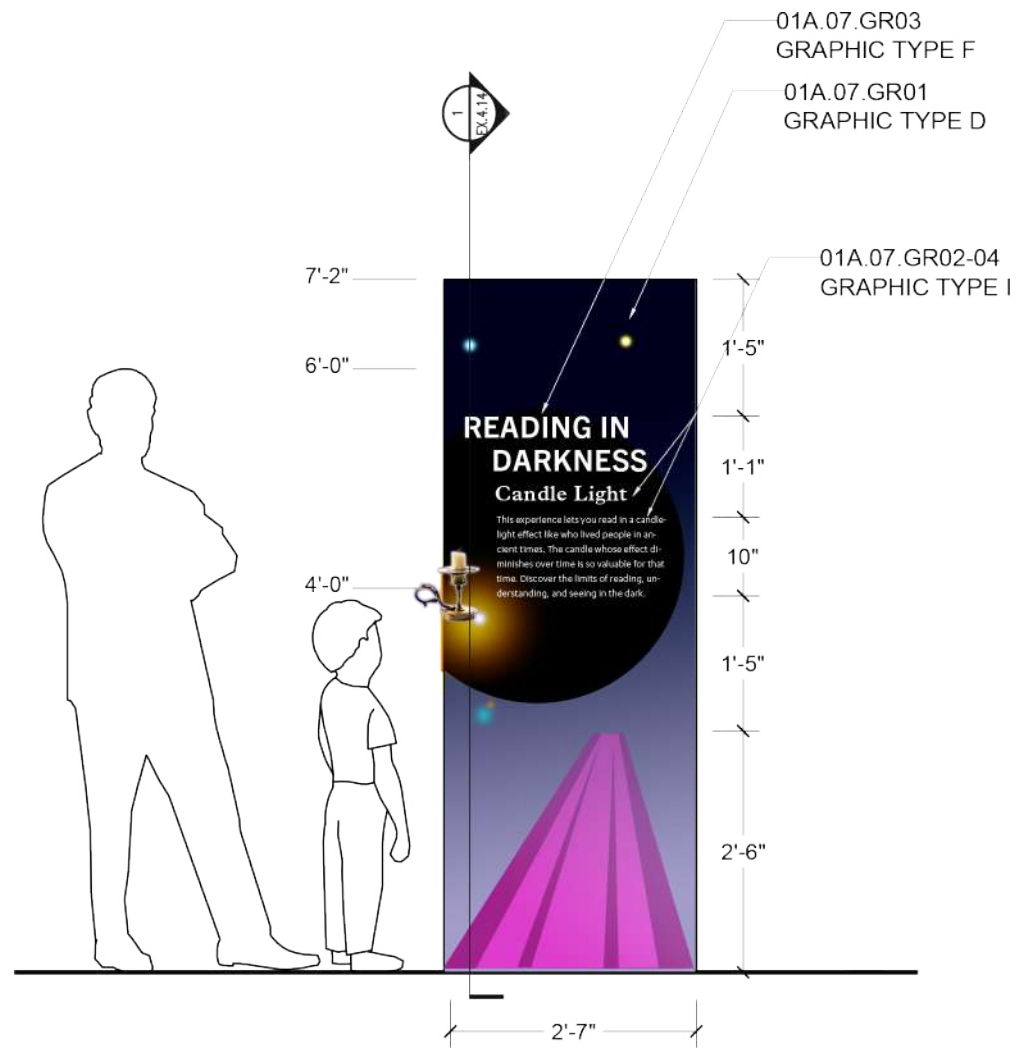 01A.07.GR03
GRAPHIC TYPE F
01A.07.GR01
GRAPHIC TYPE D
1
EX.4.14
01A.07.GR02-04
GRAPHIC TYPE I
7'-2"
6'-0"
4'-0"
1'-5"
1'-1"
10"
1'-5"
2'-6"
2'-7"
READING IN
DARKNESS
Candle Light
This experience lets you read in a candle-
light effect like who lived people in an-
cient times. The candle whose effect di-
minishes over time is so valuable for that
time. Discover the limits of reading, un-
derstanding, and seeing in the dark.